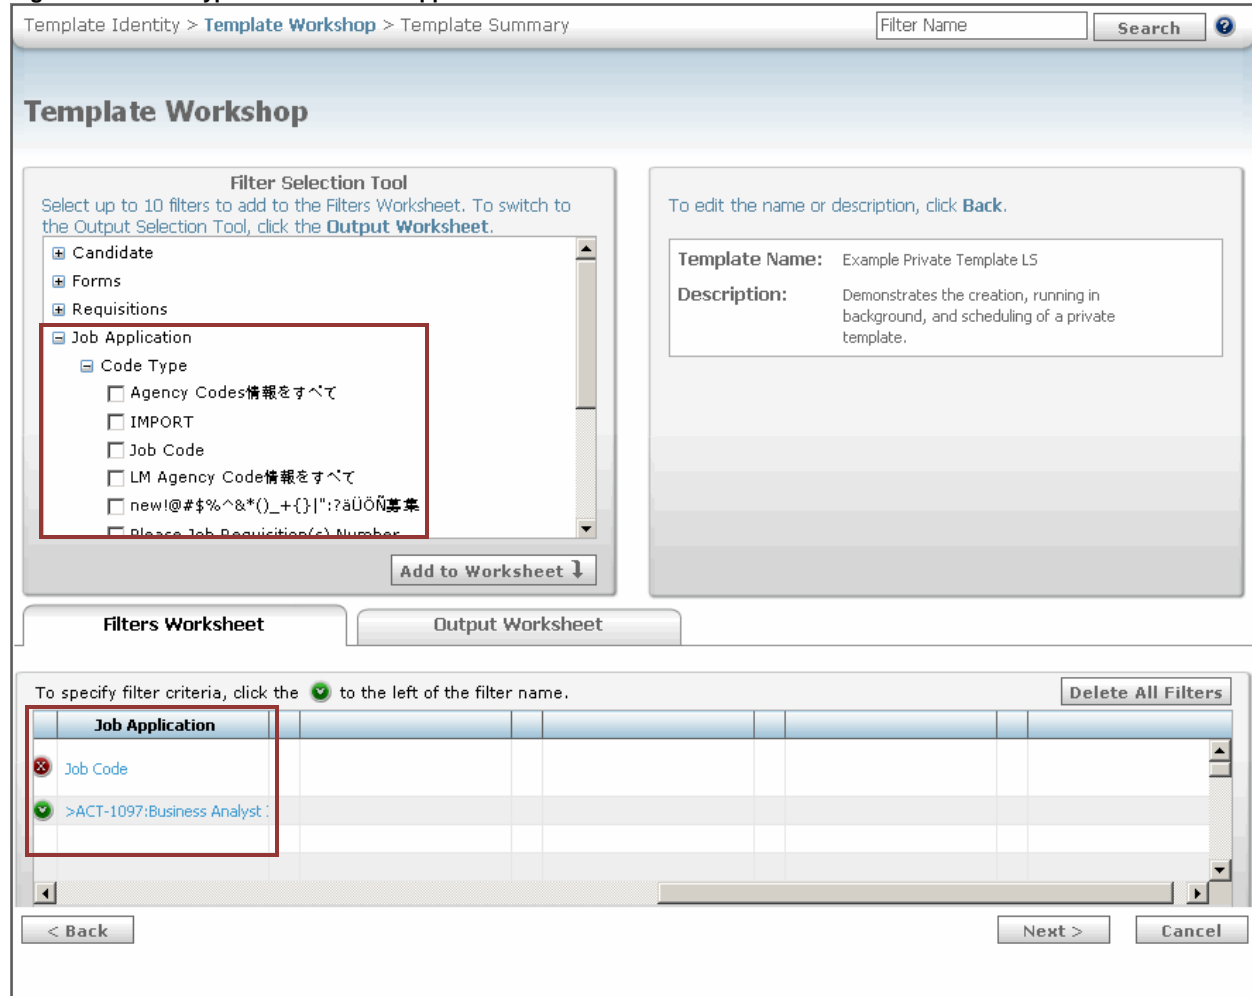 Template Identity > Template Workshop > Template Summary
Filter Name
Search
Template Workshop
Filter Selection Tool
Select up to 10 filters to add to the Filters Worksheet. To switch to
the Output Selection Tool, click the Output Worksheet.
Candidate
Forms
Requisitions
Job Application
Code Type
Agency Codes情報をすべて
IMPORT
Job Code
LM Agency Code情報をすべて
new!@#$%^&*()_+{}|":?äÜÖÑ募集
Please Job Requisition(s) Number
Add to Worksheet
To edit the name or description, click Back.
Template Name: Example Private Template LS
Description: Demonstrates the creation, running in
background, and scheduling of a private
template.
Filters Worksheet
Output Worksheet
To specify filter criteria, click the to the left of the filter name.
Delete All Filters
Job Application
Job Code
>ACT-1097:Business Analyst
< Back
Next >
Cancel